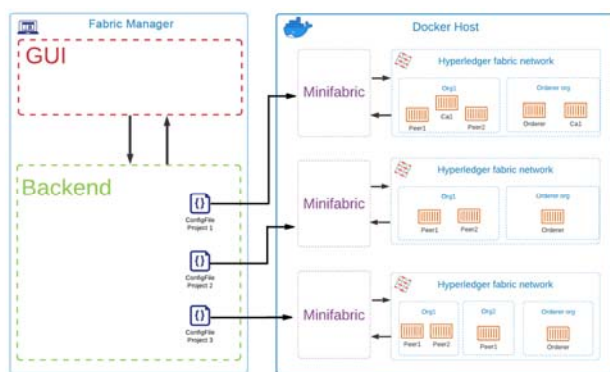 Fabric Manager
GUI
Backend
{}
ConfigFile
Project 1
{}
ConfigFile
Project 2
{}
ConfigFile
Project 3
Docker Host
Minifabric
Hyperledger fabric network
Org1
Peer1
Ca1
Peer2
Orderer org
Orderer
Ca1
Minifabric
Hyperledger fabric network
Org1
Peer1
Peer2
Orderer org
Orderer
Minifabric
Hyperledger fabric network
Org1
Peer1
Peer2
Org2
Peer1
Orderer org
Orderer